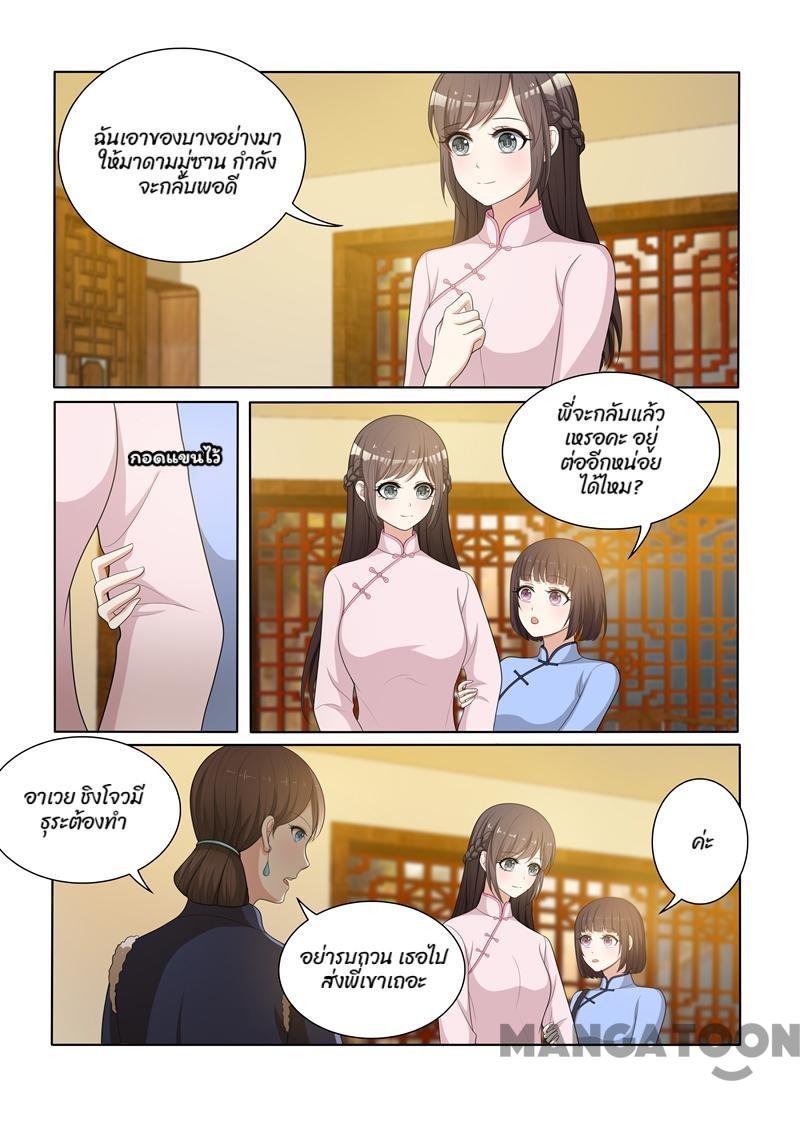 ฉันเอาของบางอย่างมา
ให้มาดามมู่ซาน กำลัง
จะกลับพอดี
กอดแขนไว้
พี่จะกลับแล้ว
เหรอคะ อยู่
ต่ออีกหน่อย
ได้ไหม?
อาเวย ชิงโจวมี
ธุระต้องทำ
อย่ารบกวน เธอไป
ส่งพี่เขาเถอะ
ค่ะ
MANGATOON